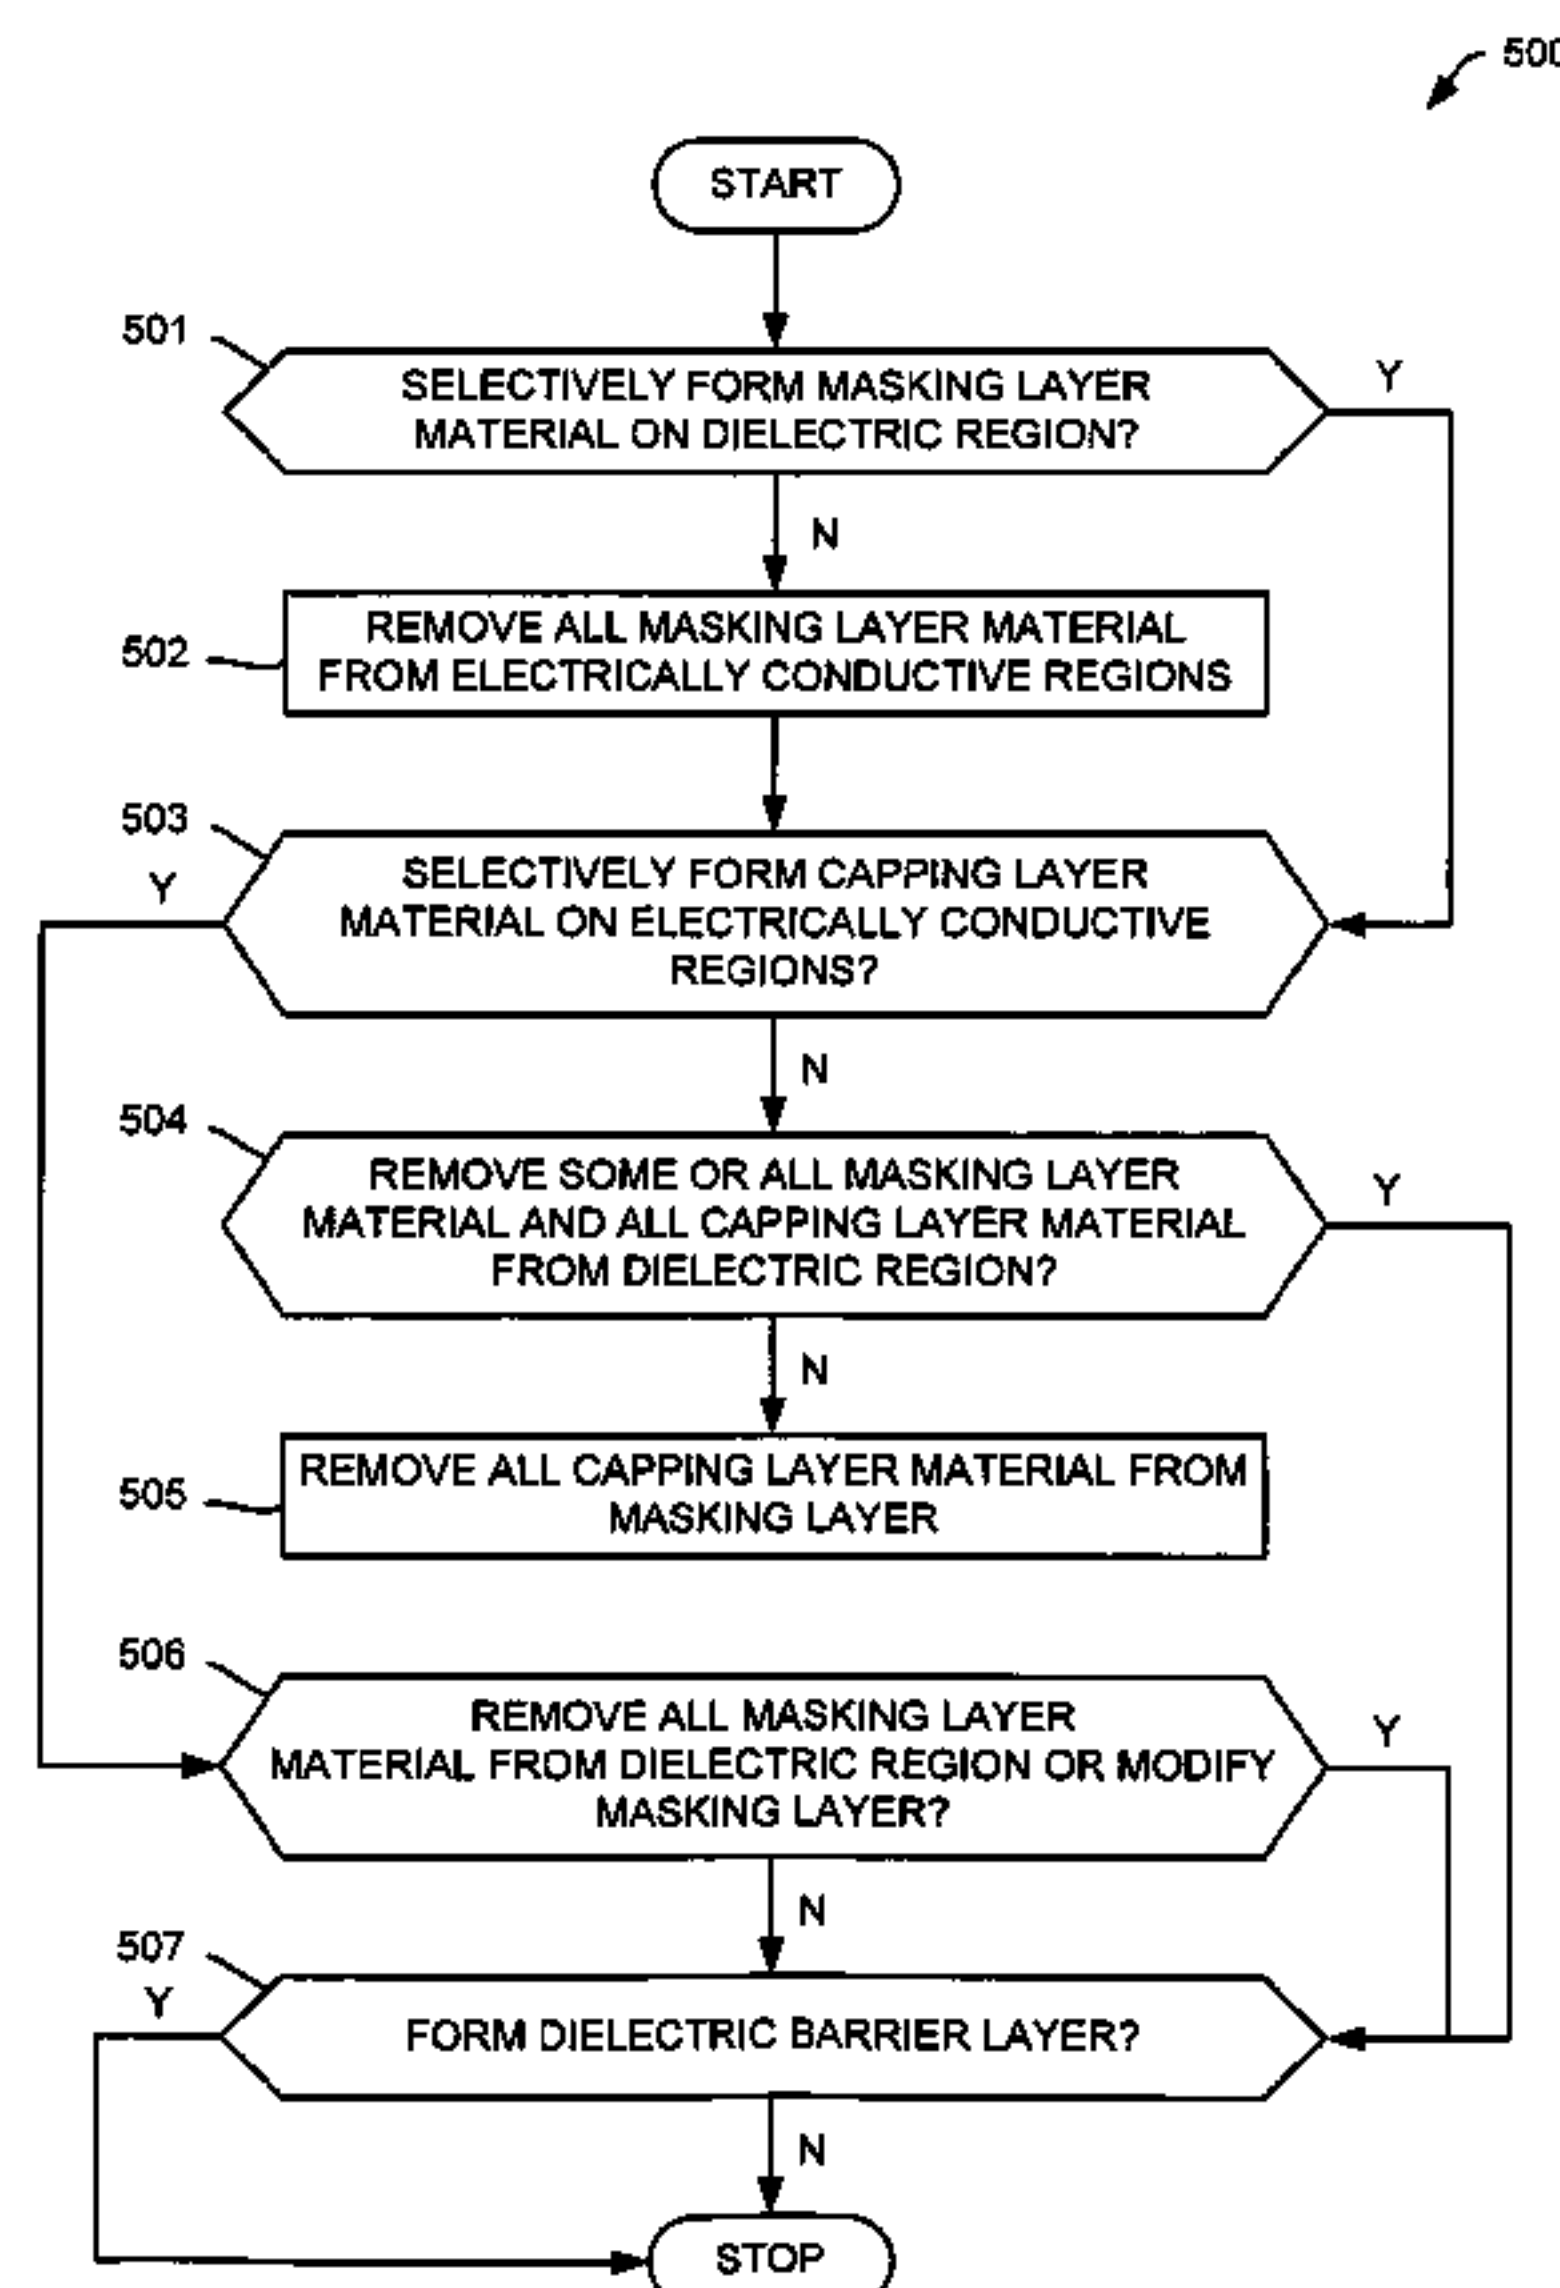 500
START
501
SELECTIVELY FORM MASKING LAYER
MATERIAL ON DIELECTRIC REGION?
Y
N
502
REMOVE ALL MASKING LAYER MATERIAL
FROM ELECTRICALLY CONDUCTIVE REGIONS
503
Y
SELECTIVELY FORM CAPPING LAYER
MATERIAL ON ELECTRICALLY CONDUCTIVE
REGIONS?
N
504
REMOVE SOME OR ALL MASKING LAYER
MATERIAL AND ALL CAPPING LAYER MATERIAL
FROM DIELECTRIC REGION?
Y
N
505
REMOVE ALL CAPPING LAYER MATERIAL FROM
MASKING LAYER
506
REMOVE ALL MASKING LAYER
MATERIAL FROM DIELECTRIC REGION OR MODIFY
MASKING LAYER?
Y
N
507
Y
FORM DIELECTRIC BARRIER LAYER?
N
STOP